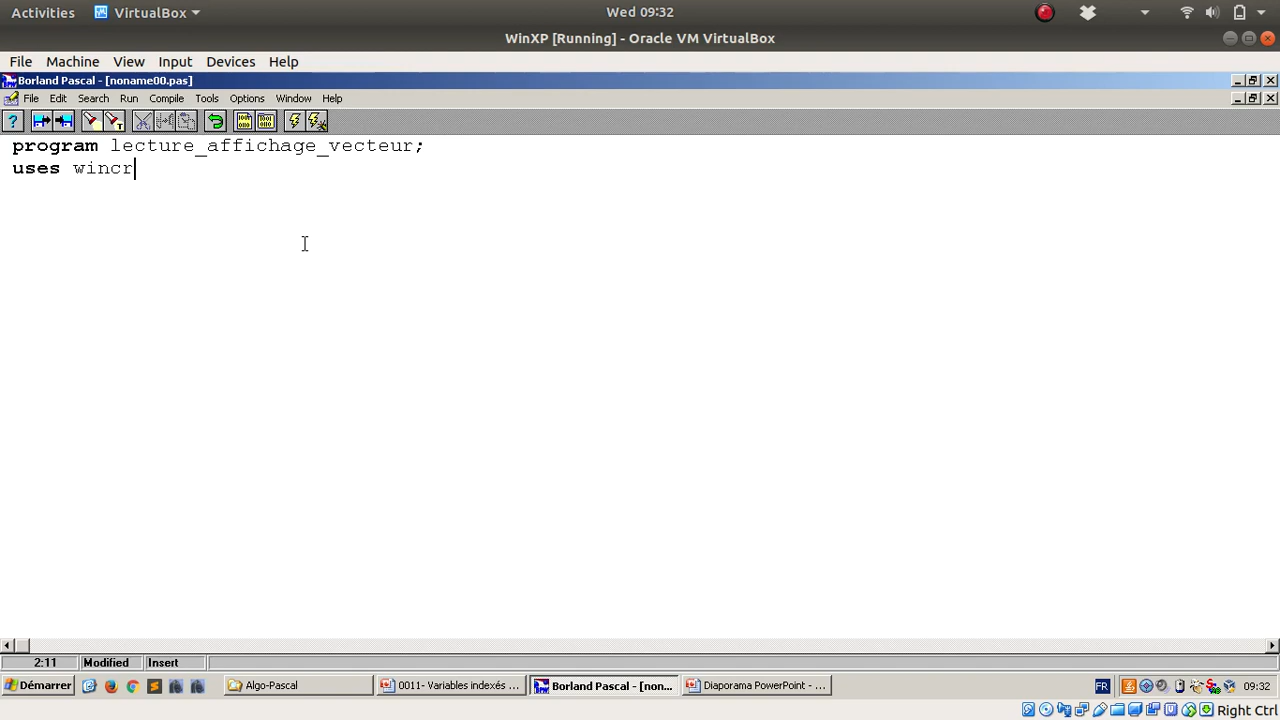 Activities VirtualBox Wed 09:32
WinXP [Running] - Oracle VM VirtualBox
File Machine View Input Devices Help
Borland Pascal - [noname00.pas]
File Edit Search Run Compile Tools Options Window Help
program lecture_affichage_vecteur;
uses wincr
2:11 Modified Insert
Démarrer Algo-Pascal 0011- Variables indexés ... Borland Pascal - [non... Diaporama PowerPoint - ... FR 09:32
Right Ctrl